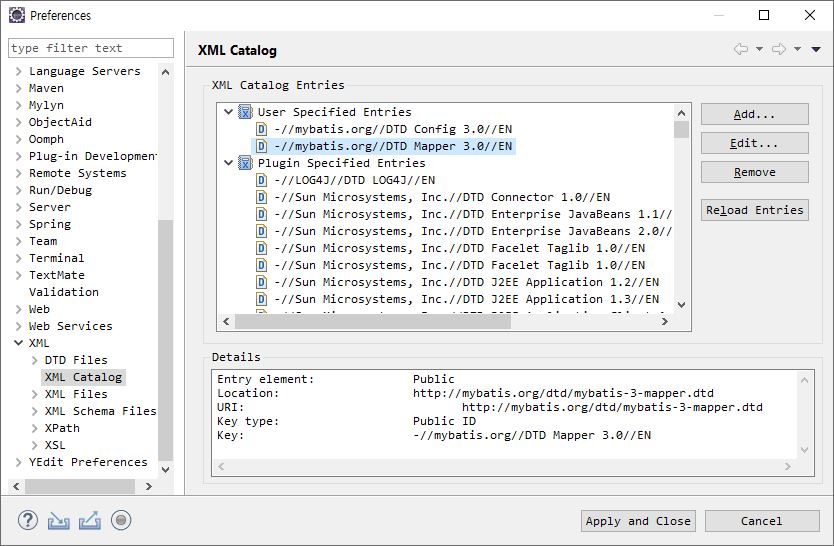 Preferences
type filter text
Language Servers
Maven
Mylyn
ObjectAid
Oomph
Plug-in Development
Remote Systems
Run/Debug
Server
Spring
Team
Terminal
TextMate
Validation
Web
Web Services
XML
DTD Files
XML Catalog
XML Files
XML Schema Files
XPath
XSL
YEdit Preferences
XML Catalog
XML Catalog Entries
User Specified Entries
-//mybatis.org//DTD Config 3.0//EN
-//mybatis.org//DTD Mapper 3.0//EN
Plugin Specified Entries
-//LOG4J//DTD LOG4J//EN
-//Sun Microsystems, Inc.//DTD Connector 1.0//EN
-//Sun Microsystems, Inc.//DTD Enterprise JavaBeans 1.1//
-//Sun Microsystems, Inc.//DTD Enterprise JavaBeans 2.0//
-//Sun Microsystems, Inc.//DTD Facelet Taglib 1.0//EN
-//Sun Microsystems, Inc.//DTD Facelet Taglib 1.0//EN
-//Sun Microsystems, Inc.//DTD J2EE Application 1.2//EN
-//Sun Microsystems, Inc.//DTD J2EE Application 1.3//EN
Add...
Edit...
Remove
Reload Entries
Details
Entry element: Public
Location: http://mybatis.org/dtd/mybatis-3-mapper.dtd
URI: http://mybatis.org/dtd/mybatis-3-mapper.dtd
Key type: Public ID
Key: -//mybatis.org//DTD Mapper 3.0//EN
Apply and Close
Cancel